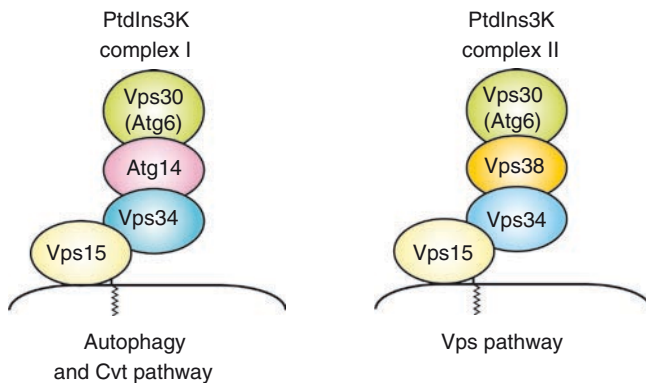 PtdIns3K
complex I
Vps30
(Atg6)
Atg14
Vps34
Vps15
Autophagy
and Cvt pathway
PtdIns3K
complex II
Vps30
(Atg6)
Vps38
Vps34
Vps15
Vps pathway